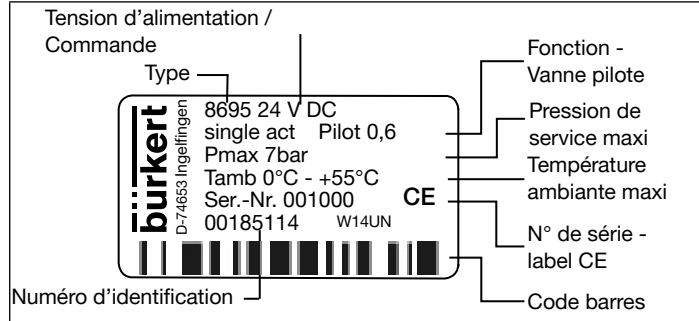 Tension d'alimentation /
Commande
Type
Fonction -
Vanne pilote
Pression de
service maxi
Température
ambiante maxi
N° de série -
label CE
Code barres
Numéro d'identification
bürkert
D-74653 Ingelfingen
8695 24 V DC
single act Pilot 0,6
Pmax 7bar
Tamb 0°C - +55°C
Ser.-Nr. 001000 CE
00185114 W14UN